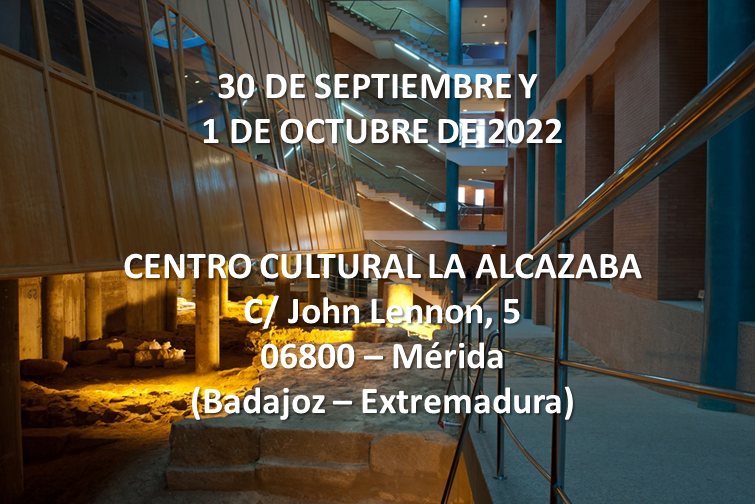 30 DE SEPTIEMBRE Y
1 DE OCTUBRE DE 2022
CENTRO CULTURAL LA ALCAZABA
C/ John Lennon, 5
06800 – Mérida
(Badajoz – Extremadura)